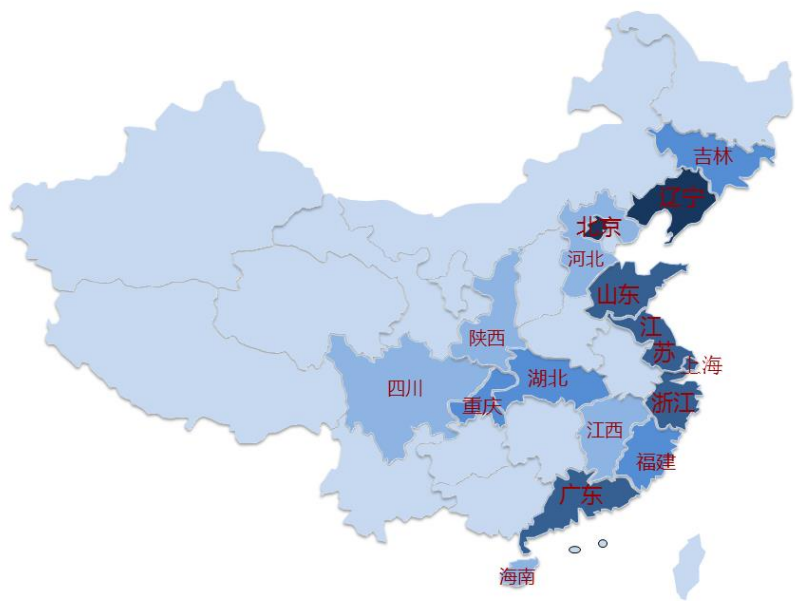 吉林
辽宁
北京
河北
山东
江
苏
上海
陕西
湖北
四川
重庆
浙江
江西
福建
广东
海南